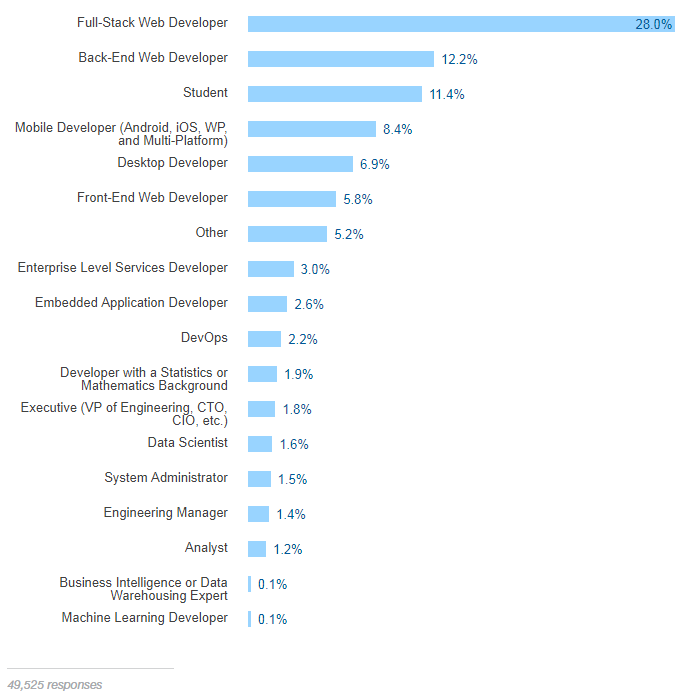 Full-Stack Web Developer 28.0%
Back-End Web Developer 12.2%
Student 11.4%
Mobile Developer (Android, iOS, WP,
and Multi-Platform) 8.4%
Desktop Developer 6.9%
Front-End Web Developer 5.8%
Other 5.2%
Enterprise Level Services Developer 3.0%
Embedded Application Developer 2.6%
DevOps 2.2%
Developer with a Statistics or
Mathematics Background 1.9%
Executive (VP of Engineering, CTO,
CIO, etc.) 1.8%
Data Scientist 1.6%
System Administrator 1.5%
Engineering Manager 1.4%
Analyst 1.2%
Business Intelligence or Data
Warehousing Expert 0.1%
Machine Learning Developer 0.1%
49,525 responses